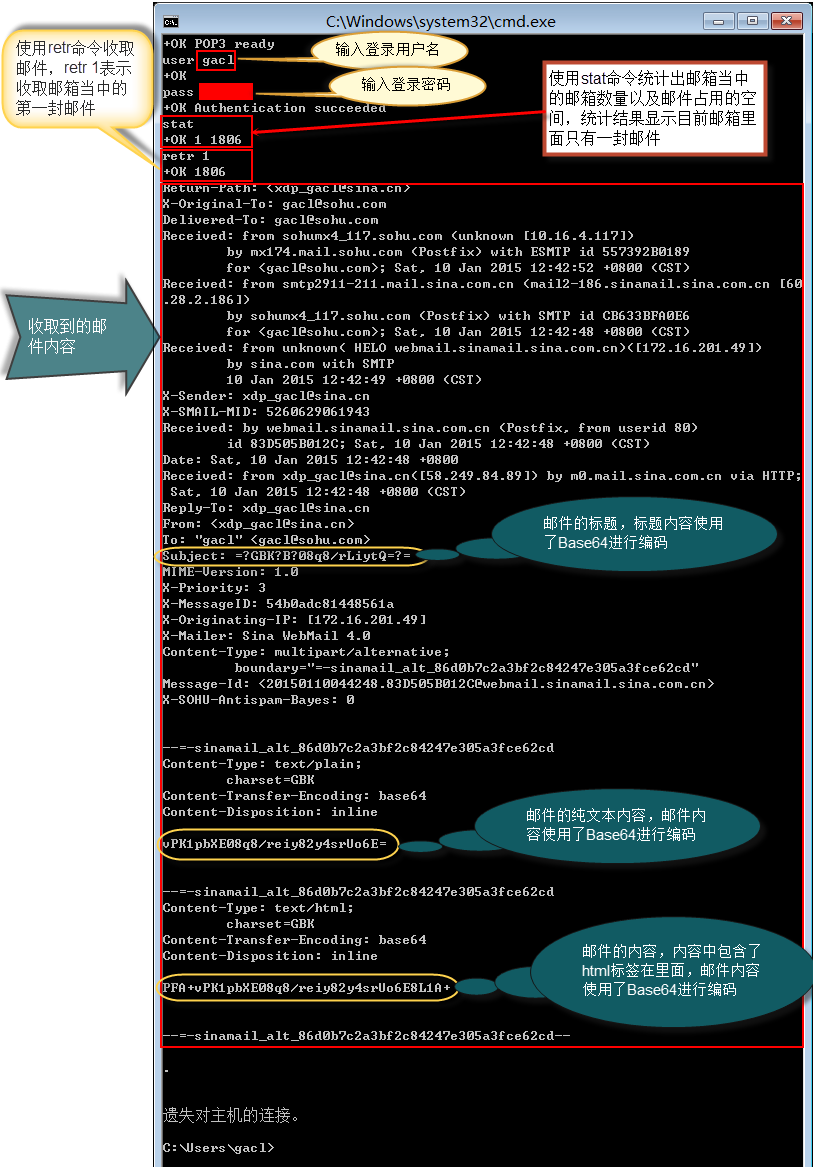 C:\Windows\system32\cmd.exe
使用retr命令收取
邮件，retr 1表示
收取邮箱当中的
第一封邮件
+OK POP3 ready
user gacl
输入登录用户名
+OK
pass
输入登录密码
+OK Authentication succeeded
stat
+OK 1 1806
使用stat命令统计出邮箱当中
的邮箱数量以及邮件占用的空
间，统计结果显示目前邮箱里
面只有一封邮件
retr 1
+OK 1806
收取到的邮
件内容
Return-Path: <xdp_gacl@sina.cn>
X-Original-To: gacl@sohu.com
Delivered-To: gacl@sohu.com
Received: from sohumx4_117.sohu.com (unknown [10.16.4.117])
by mx174.mail.sohu.com (Postfix) with ESMTP id 557392B0189
for <gacl@sohu.com>; Sat, 10 Jan 2015 12:42:52 +0800 (CST)
Received: from smtp2911-211.mail.sina.com.cn (mail2-186.sinamail.sina.com.cn [60
.28.2.186])
by sohumx4_117.sohu.com (Postfix) with SMTP id CB633BFA0E6
for <gacl@sohu.com>; Sat, 10 Jan 2015 12:42:48 +0800 (CST)
Received: from unknown( HELO webmail.sinamail.sina.com.cn)([172.16.201.49])
by sina.com with SMTP
10 Jan 2015 12:42:49 +0800 (CST)
X-Sender: xdp_gacl@sina.cn
X-SMAIL-MID: 5260629061943
Received: by webmail.sinamail.sina.com.cn (Postfix, from userid 80)
id 83D505B012C; Sat, 10 Jan 2015 12:42:48 +0800 (CST)
Date: Sat, 10 Jan 2015 12:42:48 +0800
Received: from xdp_gacl@sina.cn([58.249.84.89]) by m0.mail.sina.com.cn via HTTP;
Sat, 10 Jan 2015 12:42:48 +0800 (CST)
Reply-To: xdp_gacl@sina.cn
From: <xdp_gacl@sina.cn>
To: "gacl" <gacl@sohu.com>
Subject: =?GBK?B?08q8/rLiytQ=?=
邮件的标题，标题内容使用
了Base64进行编码
MIME-Version: 1.0
X-Priority: 3
X-MessageID: 54b0adc81448561a
X-Originating-IP: [172.16.201.49]
X-Mailer: Sina WebMail 4.0
Content-Type: multipart/alternative;
boundary="=-sinamail_alt_86d0b7c2a3bf2c84247e305a3fce62cd"
Message-Id: <20150110044248.83D505B012C@webmail.sinamail.sina.com.cn>
X-SOHU-Antispam-Bayes: 0
--=-sinamail_alt_86d0b7c2a3bf2c84247e305a3fce62cd
Content-Type: text/plain;
charset=GBK
Content-Transfer-Encoding: base64
Content-Disposition: inline
邮件的纯文本内容，邮件内
容使用了Base64进行编码
vPK1pbXE08q8/reiy82y4srUo6E=
--=-sinamail_alt_86d0b7c2a3bf2c84247e305a3fce62cd
Content-Type: text/html;
charset=GBK
Content-Transfer-Encoding: base64
Content-Disposition: inline
邮件的内容，内容中包含了
html标签在里面，邮件内容
使用了Base64进行编码
PFA+vPK1pbXE08q8/reiy82y4srUo6E8L1A+
--=-sinamail_alt_86d0b7c2a3bf2c84247e305a3fce62cd--
.
遗失对主机的连接。
C:\Users\gacl>